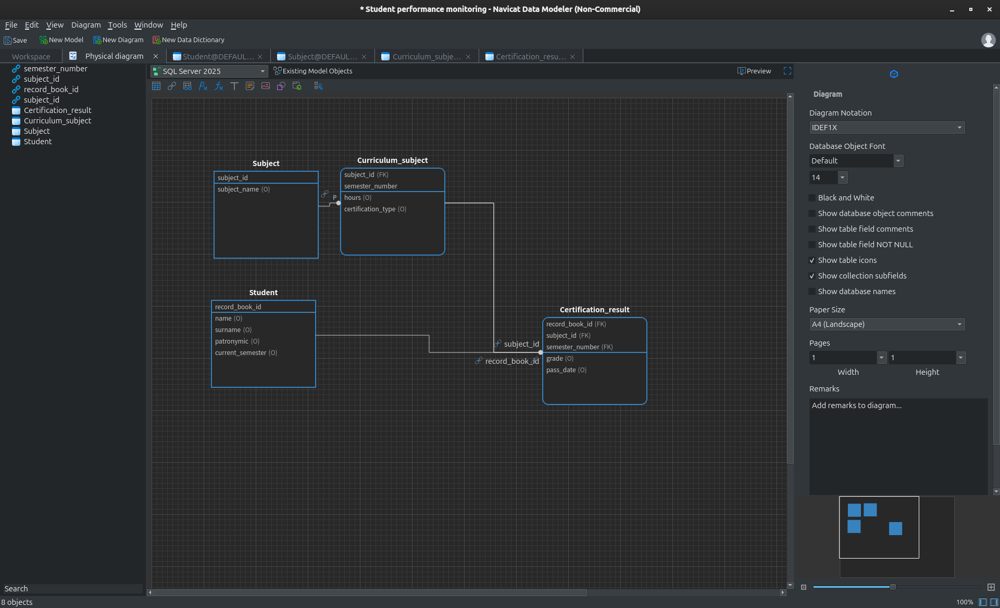 * Student performance monitoring - Navicat Data Modeler (Non-Commercial)
File Edit View Diagram Tools Window Help
Save New Model New Diagram New Data Dictionary
Workspace Physical diagram Student@DEFAUL... Subject@DEFAUL... Curriculum_subje... Certification_resu...
semester_number
subject_id
record_book_id
subject_id
Certification_result
Curriculum_subject
Subject
Student
Search
8 objects
SQL Server 2025 Existing Model Objects Preview
Subject
subject_id
subject_name (O)
P
Curriculum_subject
subject_id (FK)
semester_number
hours (O)
certification_type (O)
Student
record_book_id
name (O)
surname (O)
patronymic (O)
current_semester (O)
subject_id
record_book_id
Certification_result
record_book_id (FK)
subject_id (FK)
semester_number (FK)
grade (O)
pass_date (O)
Diagram
Diagram Notation
IDEF1X
Database Object Font
Default
14
Black and White
Show database object comments
Show table field comments
Show table field NOT NULL
Show table icons
Show collection subfields
Show database names
Paper Size
A4 (Landscape)
Pages
1 1
Width Height
Remarks
Add remarks to diagram...
100%